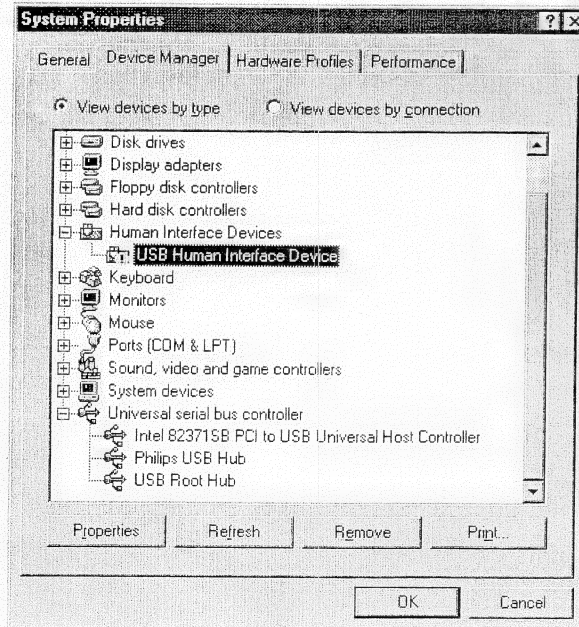 System Properties
General Device Manager Hardware Profiles Performance
View devices by type View devices by connection
Disk drives
Display adapters
Floppy disk controllers
Hard disk controllers
Human Interface Devices
USB Human Interface Device
Keyboard
Monitors
Mouse
Ports (COM & LPT)
Sound, video and game controllers
System devices
Universal serial bus controller
Intel 82371SB PCI to USB Universal Host Controller
Philips USB Hub
USB Root Hub
Properties Refresh Remove Print...
OK Cancel